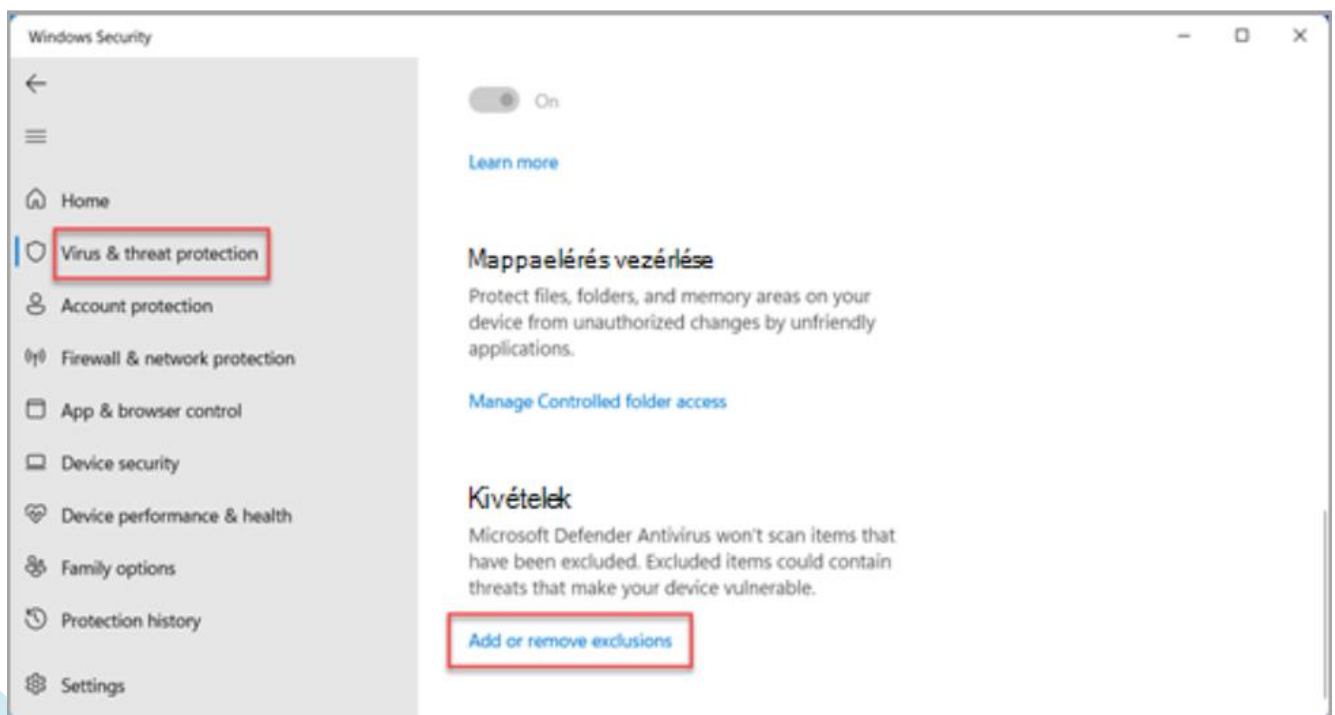 Windows Security
On
Learn more
Home
Virus & threat protection
Account protection
Firewall & network protection
App & browser control
Device security
Device performance & health
Family options
Protection history
Settings
Mappaelérés vezérlése
Protect files, folders, and memory areas on your
device from unauthorized changes by unfriendly
applications.
Manage Controlled folder access
Kivételek
Microsoft Defender Antivirus won't scan items that
have been excluded. Excluded items could contain
threats that make your device vulnerable.
Add or remove exclusions